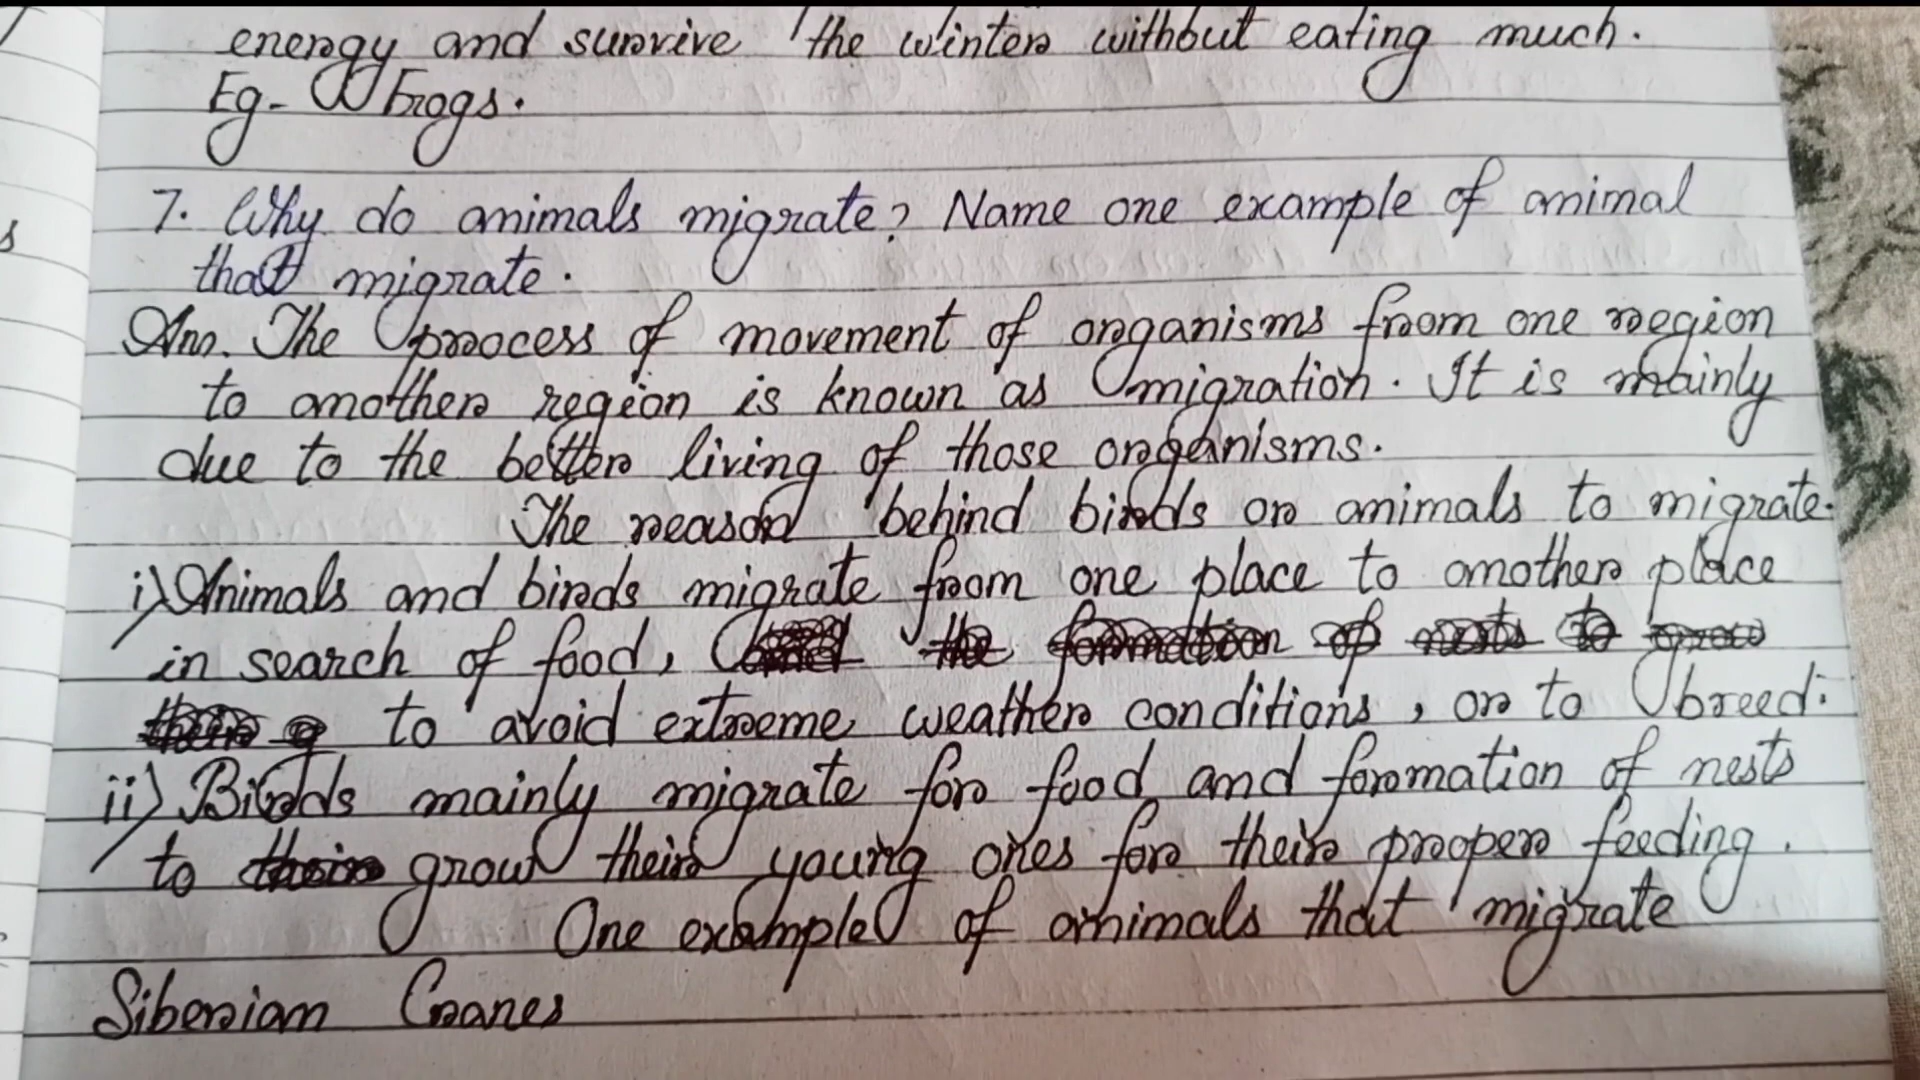 energy and survive the winter without eating much.
Eg- Frogs.
7. Why do animals migrate? Name one example of animal
that migrate.
Ans. The process of movement of organisms from one region
to another region is known as migration. It is mainly
due to the better living of those organisms.
The reason behind birds or animals to migrate.
i) Animals and birds migrate from one place to another place
in search of food,
to avoid extreme weather conditions, or to breed.
ii) Birds mainly migrate for food and formation of nests
to grow their young ones for their proper feeding.
One example of animals that migrate
Siberian Cranes